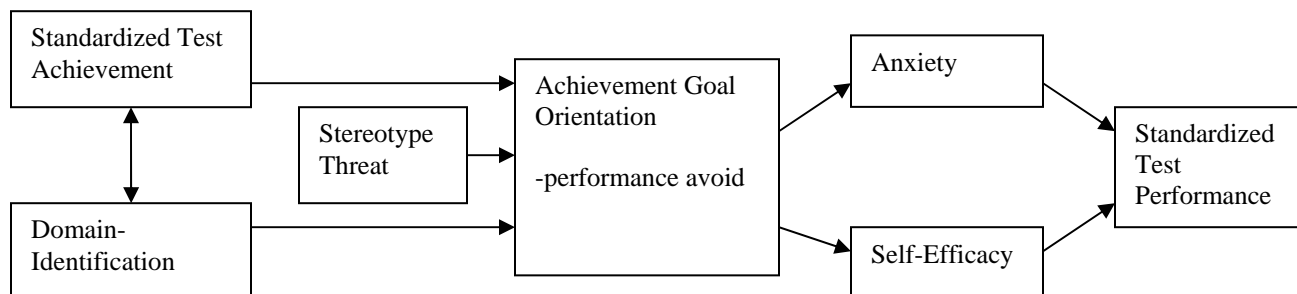 Standardized Test
Achievement
Domain-
Identification
Stereotype
Threat
Achievement Goal
Orientation
-performance avoid
Anxiety
Self-Efficacy
Standardized
Test
Performance